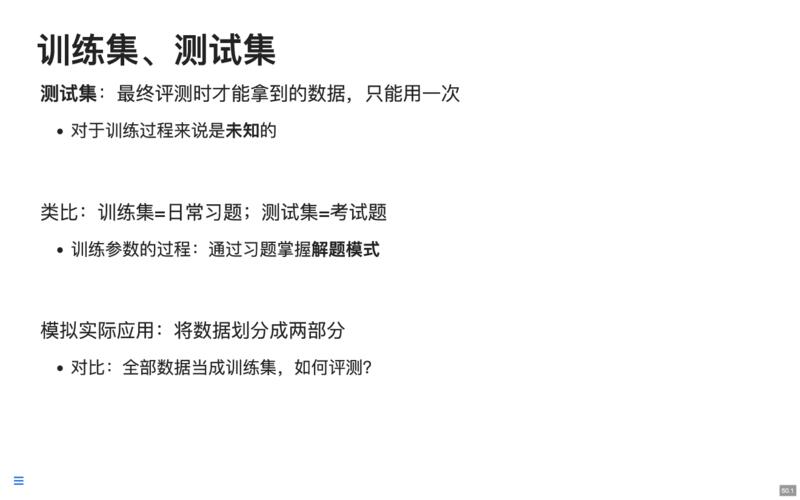 训练集、测试集
测试集：最终评测时才能拿到的数据，只能用一次
对于训练过程来说是未知的
类比：训练集=日常习题；测试集=考试题
训练参数的过程：通过习题掌握解题模式
模拟实际应用：将数据划分成两部分
对比：全部数据当成训练集，如何评测？
50.1